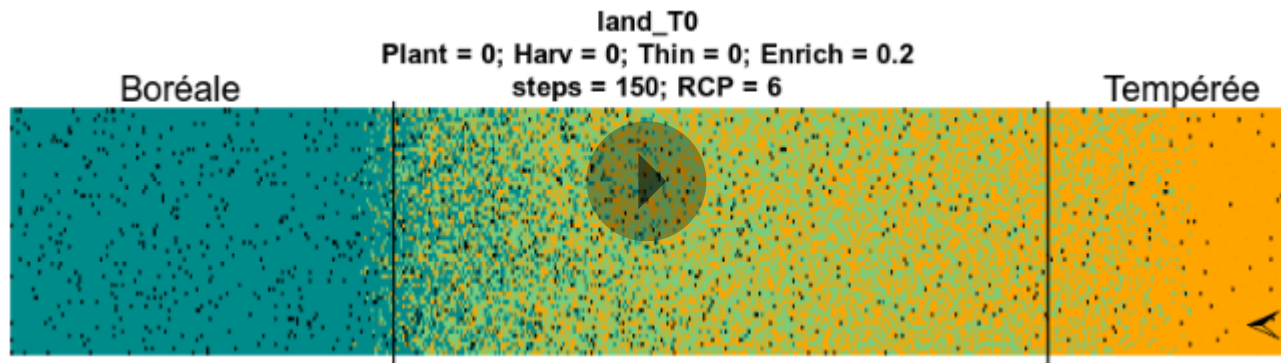 land_T0
Plant = 0; Harv = 0; Thin = 0; Enrich = 0.2
steps = 150; RCP = 6
Boréale
Tempérée